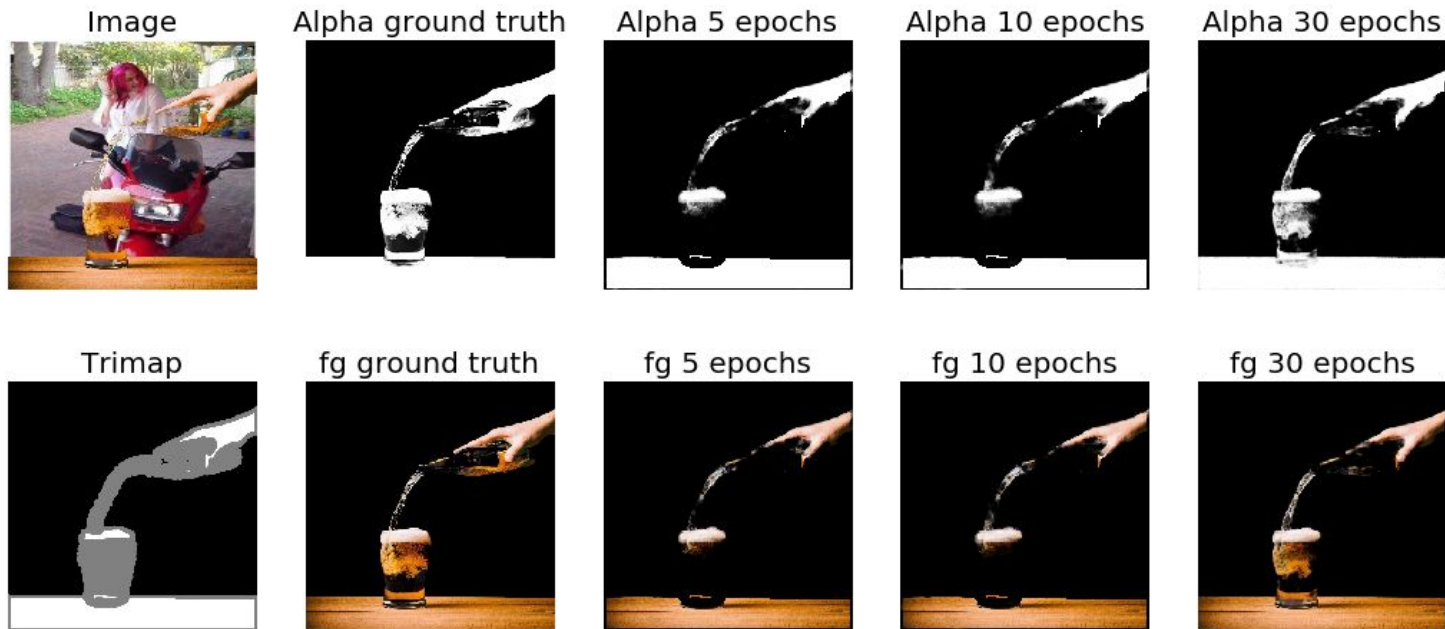 Image
Alpha ground truth
Alpha 5 epochs
Alpha 10 epochs
Alpha 30 epochs
Trimap
fg ground truth
fg 5 epochs
fg 10 epochs
fg 30 epochs